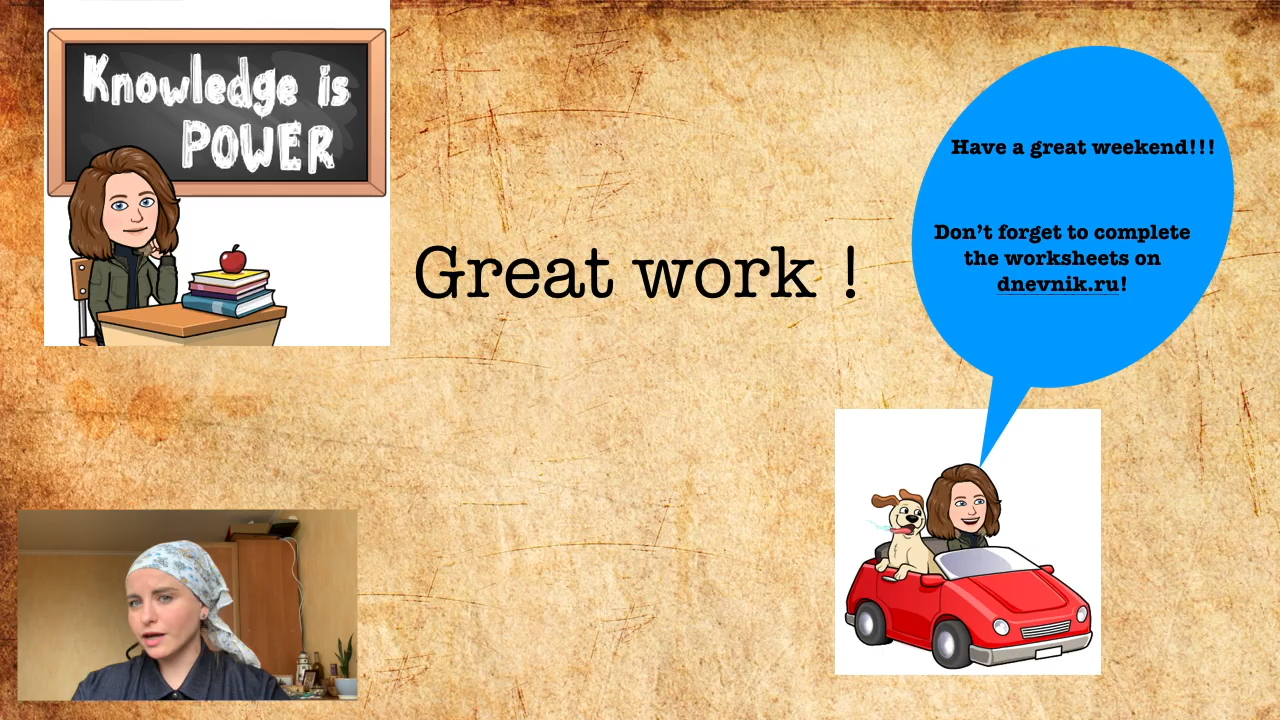 Knowledge is
POWER
Great work !
Have a great weekend!!!
Don’t forget to complete
the worksheets on
dnevnik.ru!